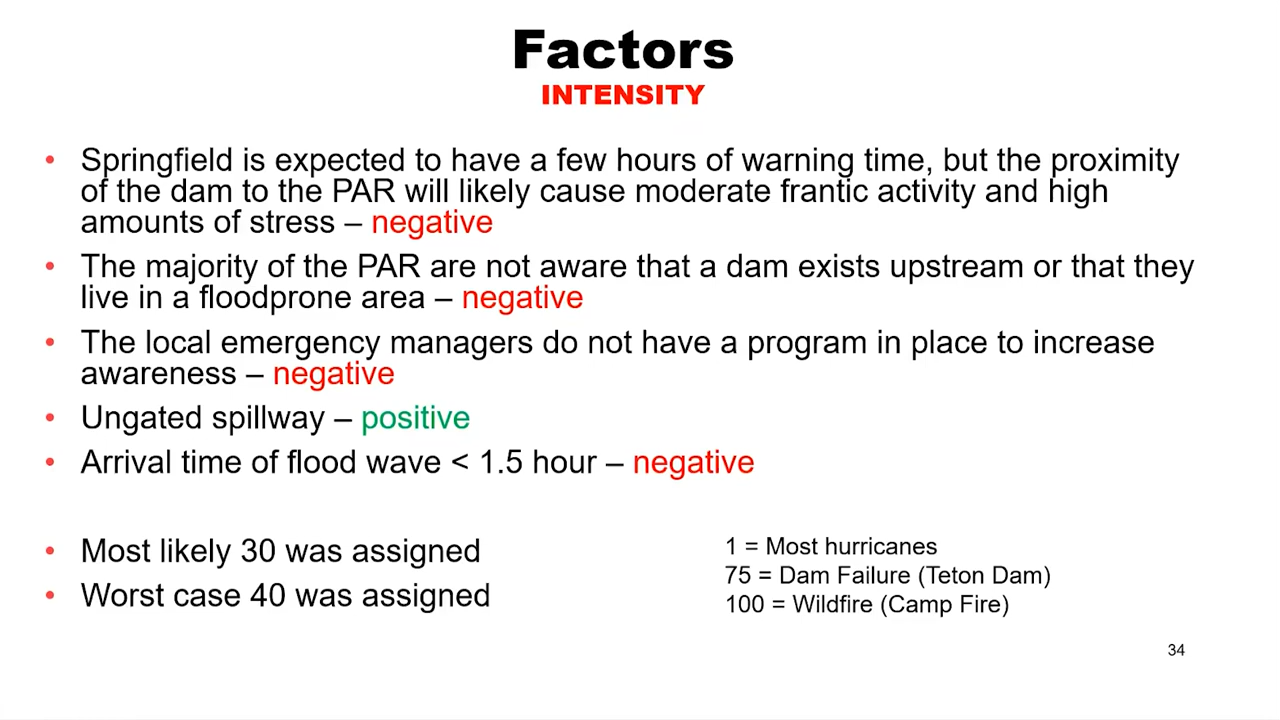 Factors
INTENSITY
• Springfield is expected to have a few hours of warning time, but the proximity
of the dam to the PAR will likely cause moderate frantic activity and high
amounts of stress – negative
• The majority of the PAR are not aware that a dam exists upstream or that they
live in a floodprone area – negative
• The local emergency managers do not have a program in place to increase
awareness – negative
• Ungated spillway – positive
• Arrival time of flood wave < 1.5 hour – negative
• Most likely 30 was assigned
• Worst case 40 was assigned
1 = Most hurricanes
75 = Dam Failure (Teton Dam)
100 = Wildfire (Camp Fire)
34